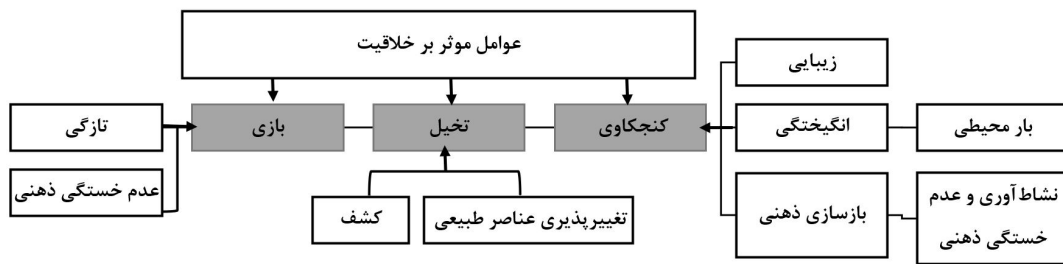 عوامل موثر بر خلاقیت
زیبایی
کنجکاوی
تخیل
بازی
تازگی
انگیختگی
بار محیطی
عدم خستگی ذهنی
کشف
تغییرپذیری عناصر طبیعی
بازسازی ذهنی
نشاط‌آوری و عدم
خستگی ذهنی